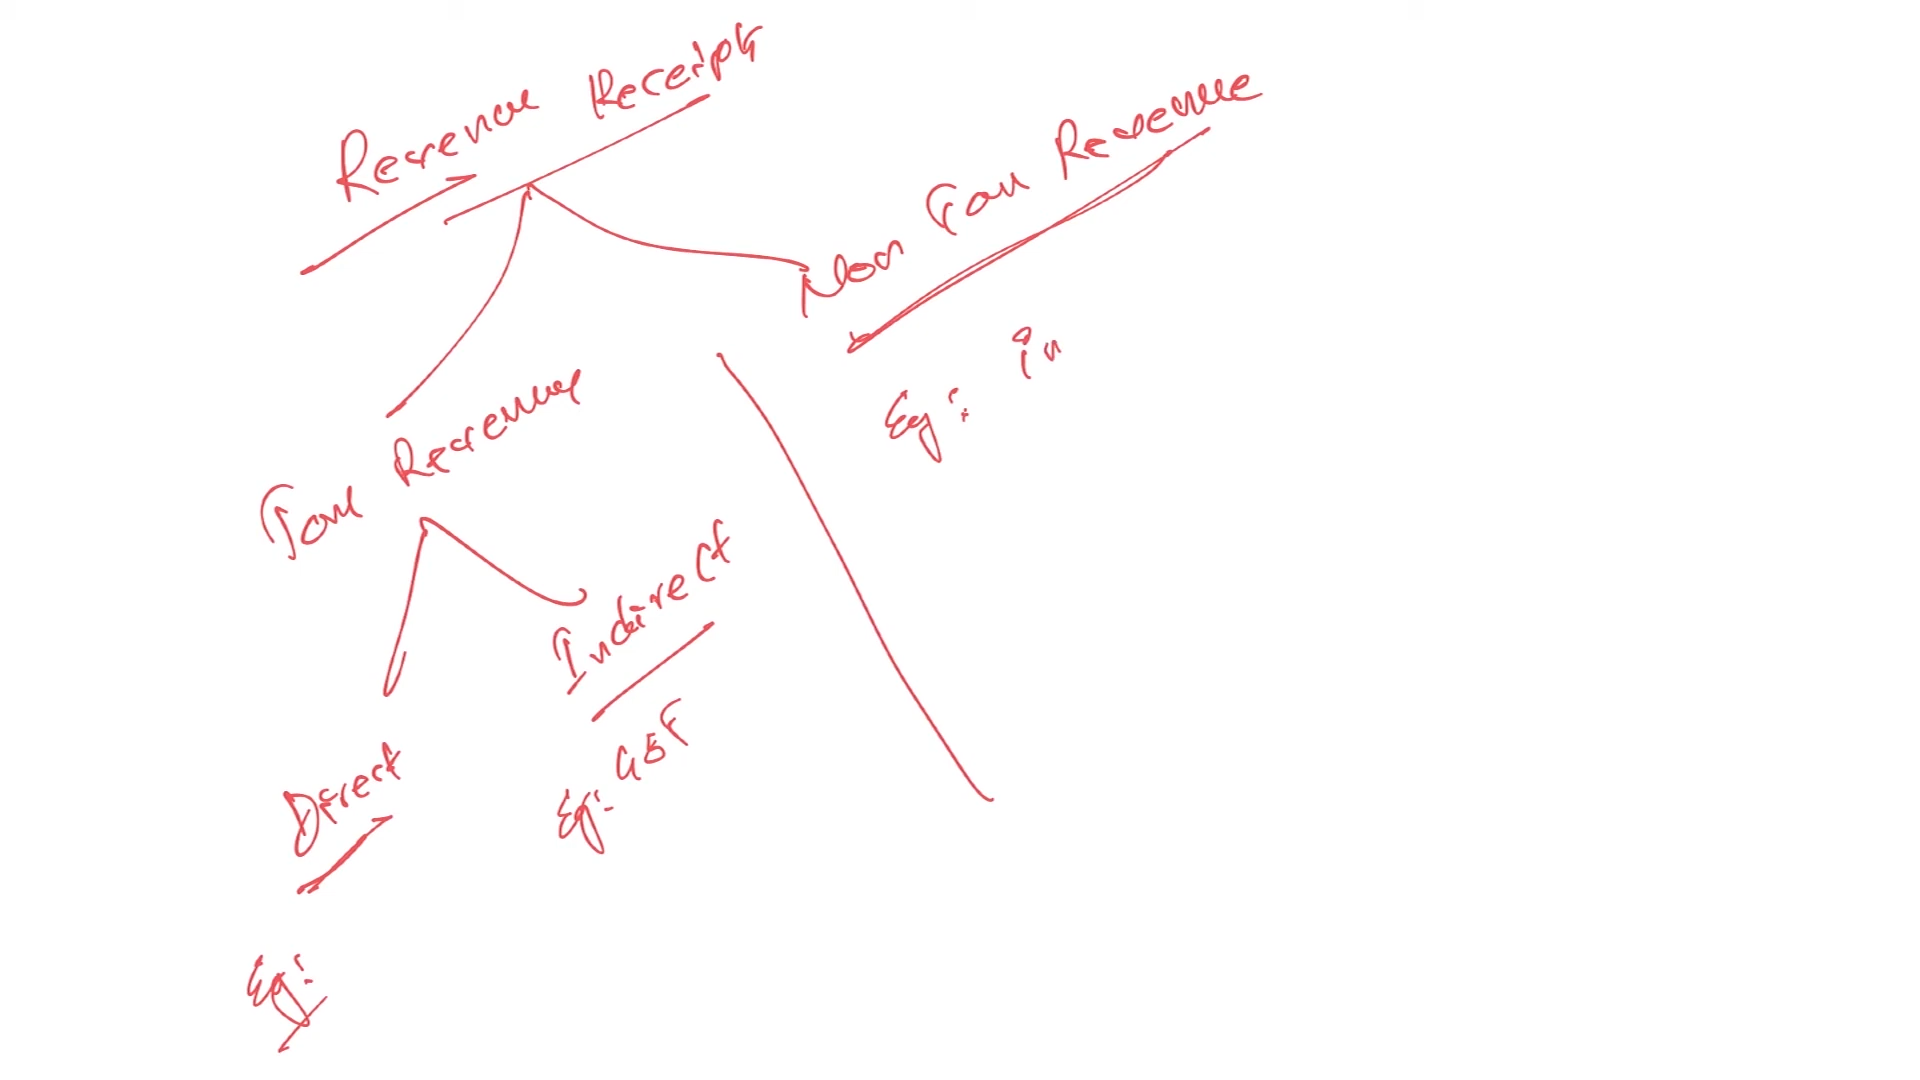 Revenue Receipts
Non Tax Revenue
Eg: in
Tax Revenue
Indirect
Eg: GST
Direct
Eg: